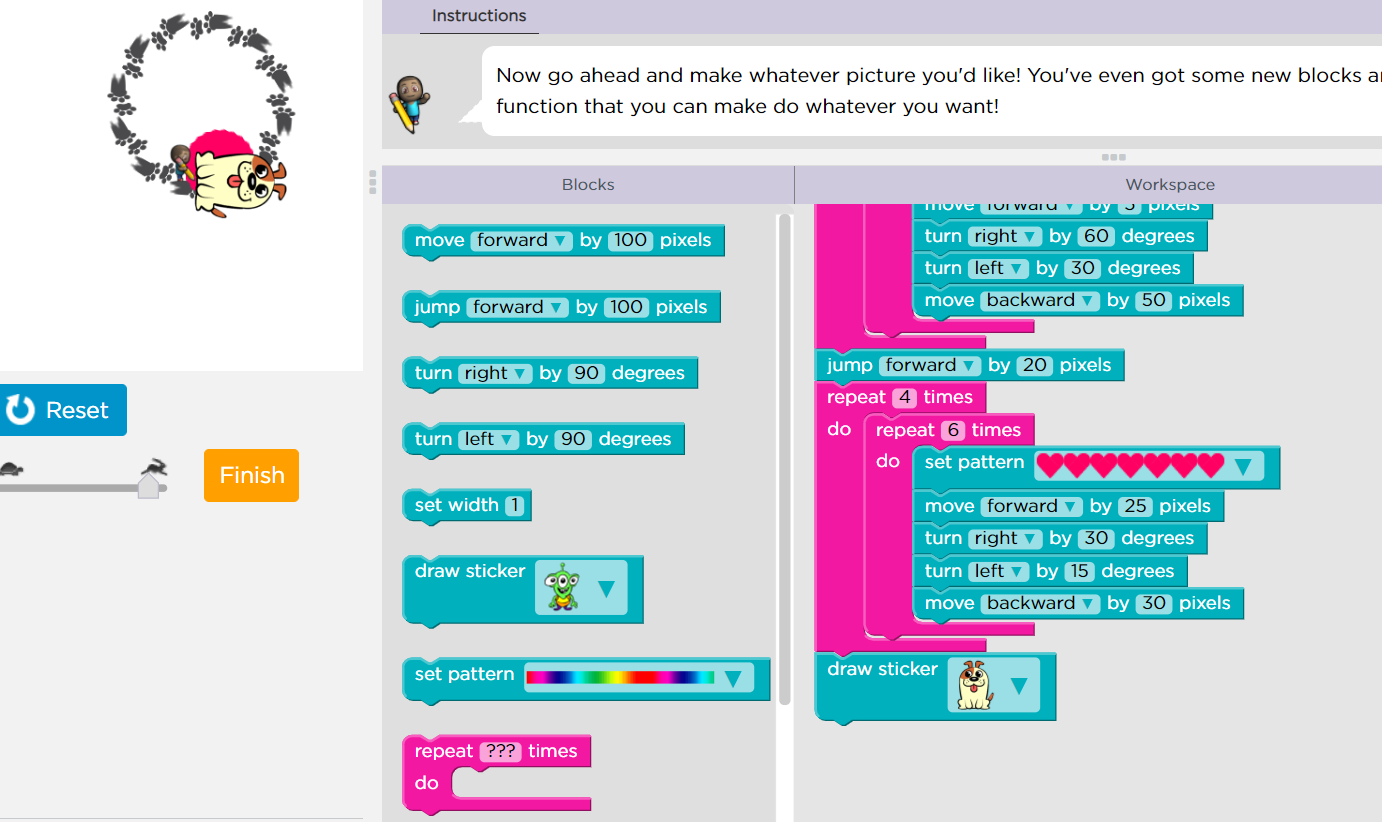 Instructions
Now go ahead and make whatever picture you'd like! You've even got some new blocks
function that you can make do whatever you want!
Blocks
Workspace
Reset
Finish
move forward ▼ by 100 pixels
jump forward ▼ by 100 pixels
turn right ▼ by 90 degrees
turn left ▼ by 90 degrees
set width 1
draw sticker ▼
set pattern ▼
repeat ??? times
do
move forward ▼ by 5 pixels
turn right ▼ by 60 degrees
turn left ▼ by 30 degrees
move backward ▼ by 50 pixels
jump forward ▼ by 20 pixels
repeat 4 times
do repeat 6 times
do set pattern ▼
move forward ▼ by 25 pixels
turn right ▼ by 30 degrees
turn left ▼ by 15 degrees
move backward ▼ by 30 pixels
draw sticker ▼